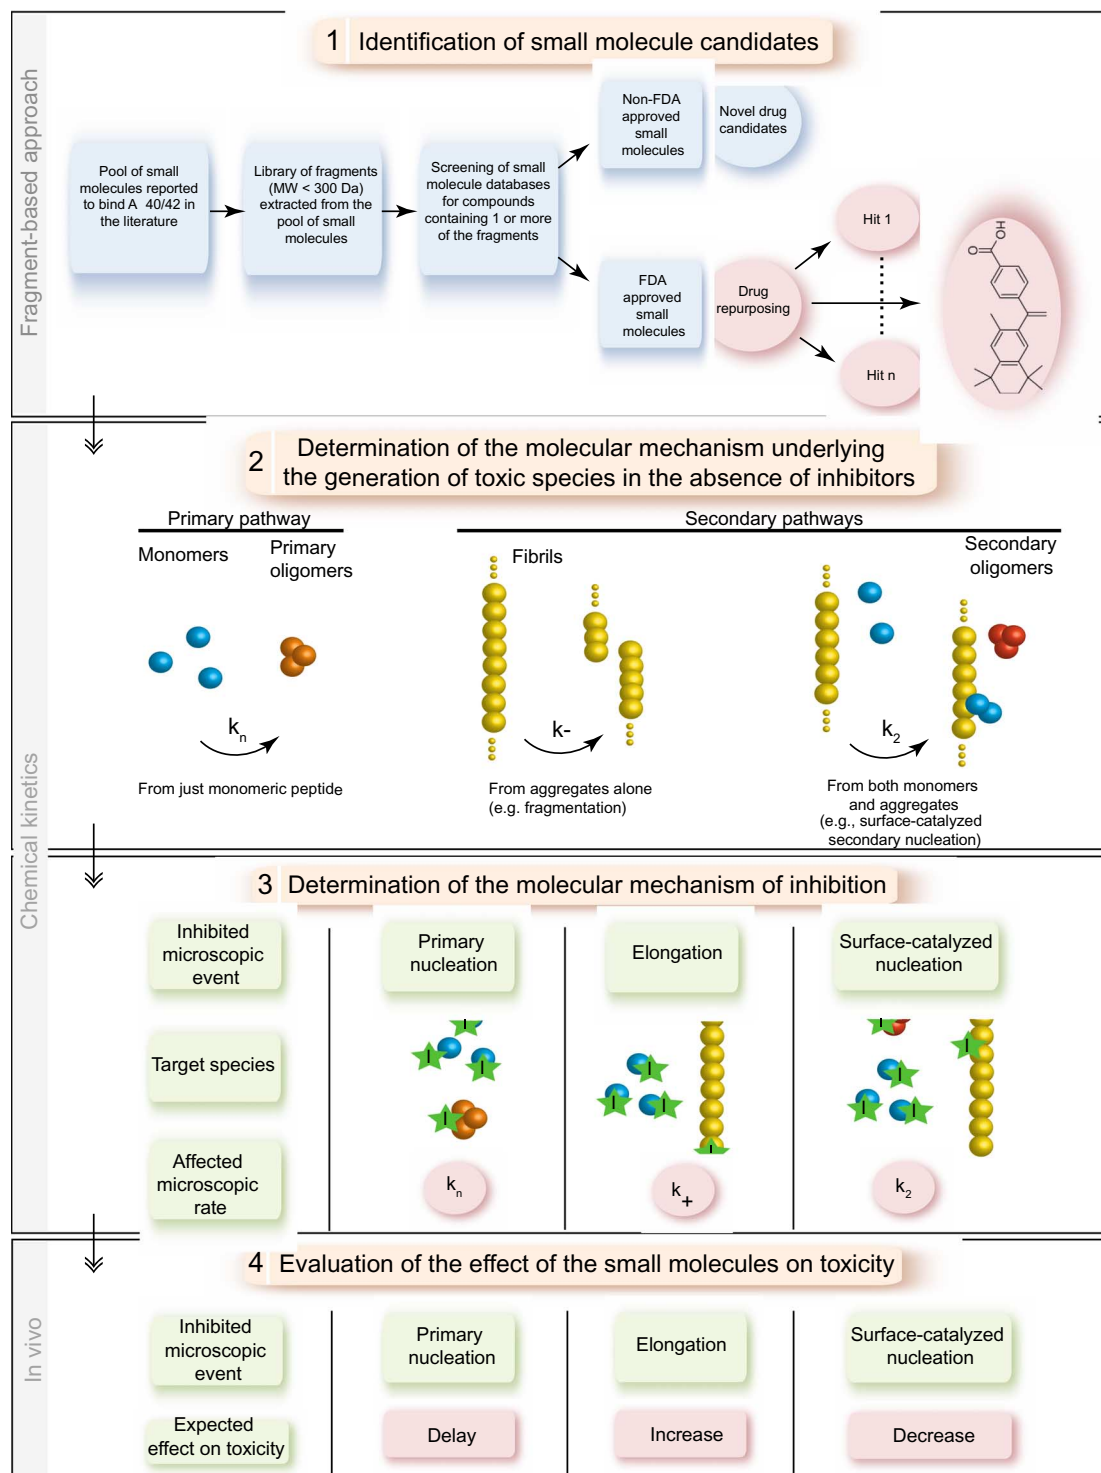 Fragment-based approach
1 Identification of small molecule candidates
Pool of small
molecules reported
to bind A 40/42 in
the literature
Library of fragments
(MW < 300 Da)
extracted from the
pool of small
molecules
Screening of small
molecule databases
for compounds
containing 1 or more
of the fragments
Non-FDA
approved
small
molecules
Novel drug
candidates
FDA
approved
small
molecules
Drug
repurposing
Hit 1
Hit n
OH
O
Chemical kinetics
2 Determination of the molecular mechanism underlying
the generation of toxic species in the absence of inhibitors
Primary pathway
Monomers
Primary
oligomers
kn
From just monomeric peptide
Secondary pathways
Fibrils
k-
From aggregates alone
(e.g. fragmentation)
Secondary
oligomers
k2
From both monomers
and aggregates
(e.g., surface-catalyzed
secondary nucleation)
3 Determination of the molecular mechanism of inhibition
Inhibited
microscopic
event
Primary
nucleation
Elongation
Surface-catalyzed
nucleation
Target species
I
I
I
I
I
I
I
I
I
I
I
I
I
Affected
microscopic
rate
kn
k+
k2
In vivo
4 Evaluation of the effect of the small molecules on toxicity
Inhibited
microscopic
event
Primary
nucleation
Elongation
Surface-catalyzed
nucleation
Expected
effect on toxicity
Delay
Increase
Decrease